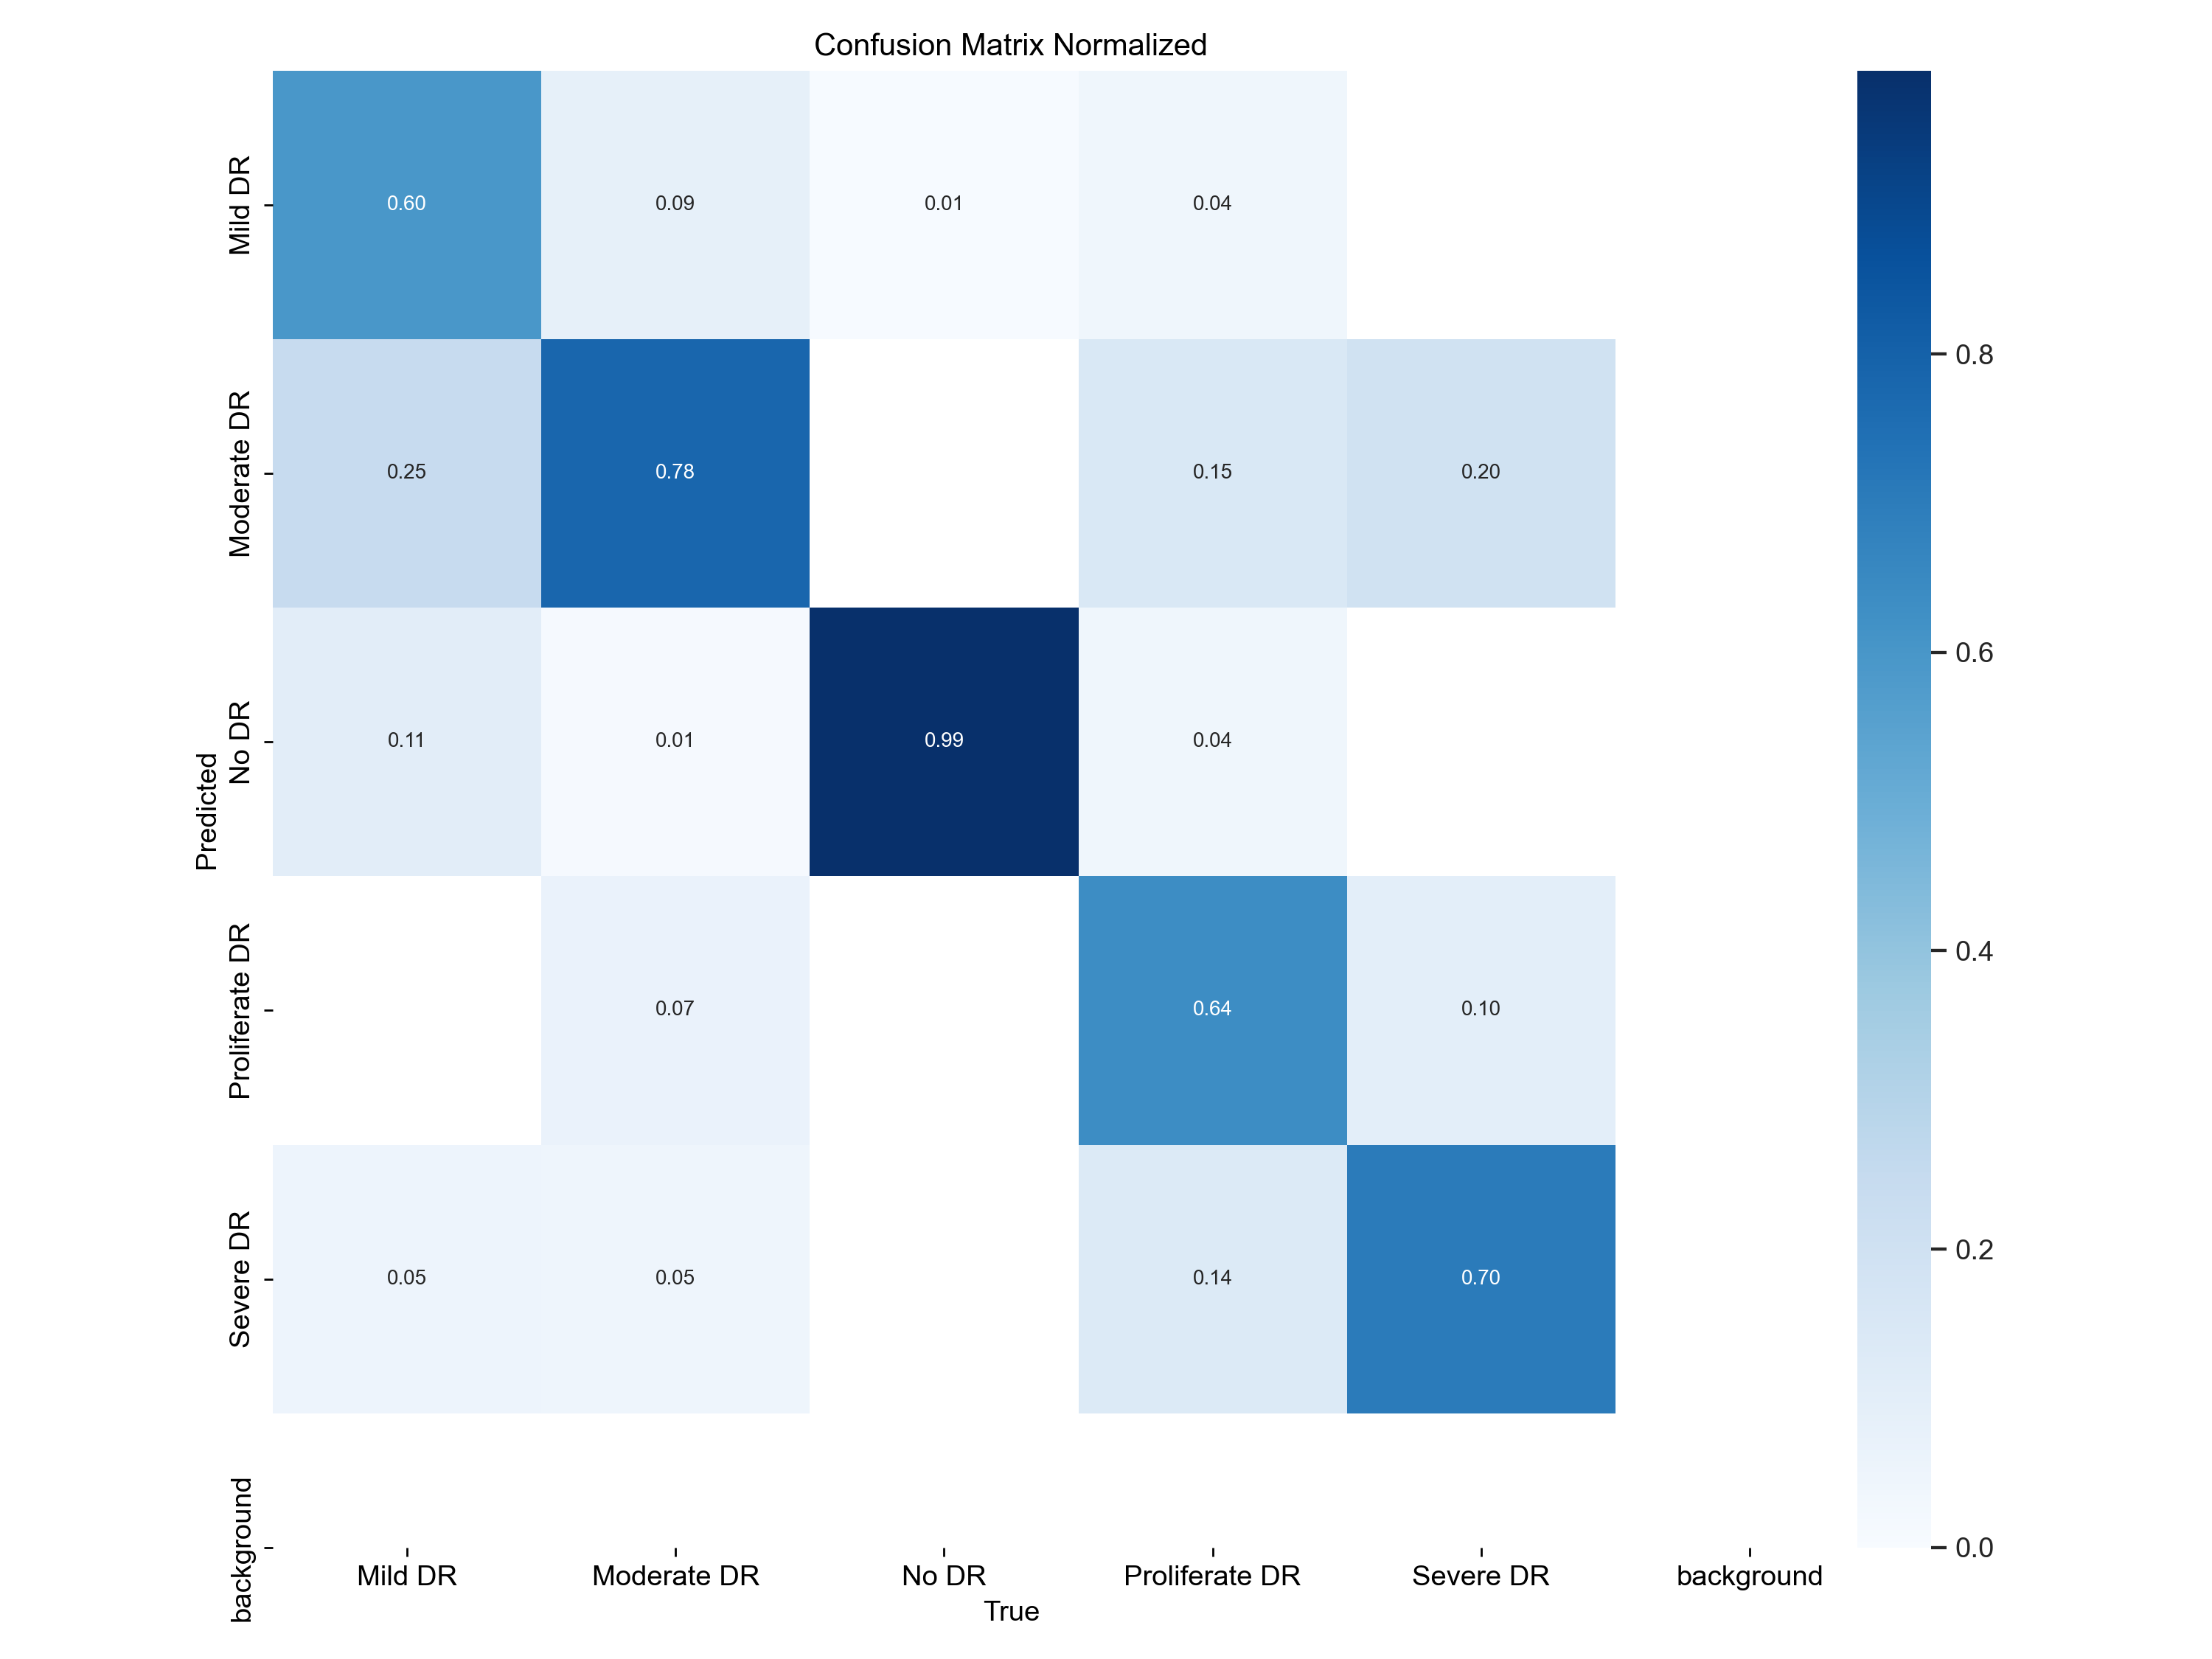 Confusion Matrix Normalized
Predicted
Mild DR
0.60 0.09 0.01 0.04
Moderate DR
0.25 0.78 0.15 0.20
No DR
0.11 0.01 0.99 0.04
Proliferate DR
0.07 0.64 0.10
Severe DR
0.05 0.05 0.14 0.70
background
Mild DR Moderate DR No DR Proliferate DR Severe DR background
True
0.8
0.6
0.4
0.2
0.0